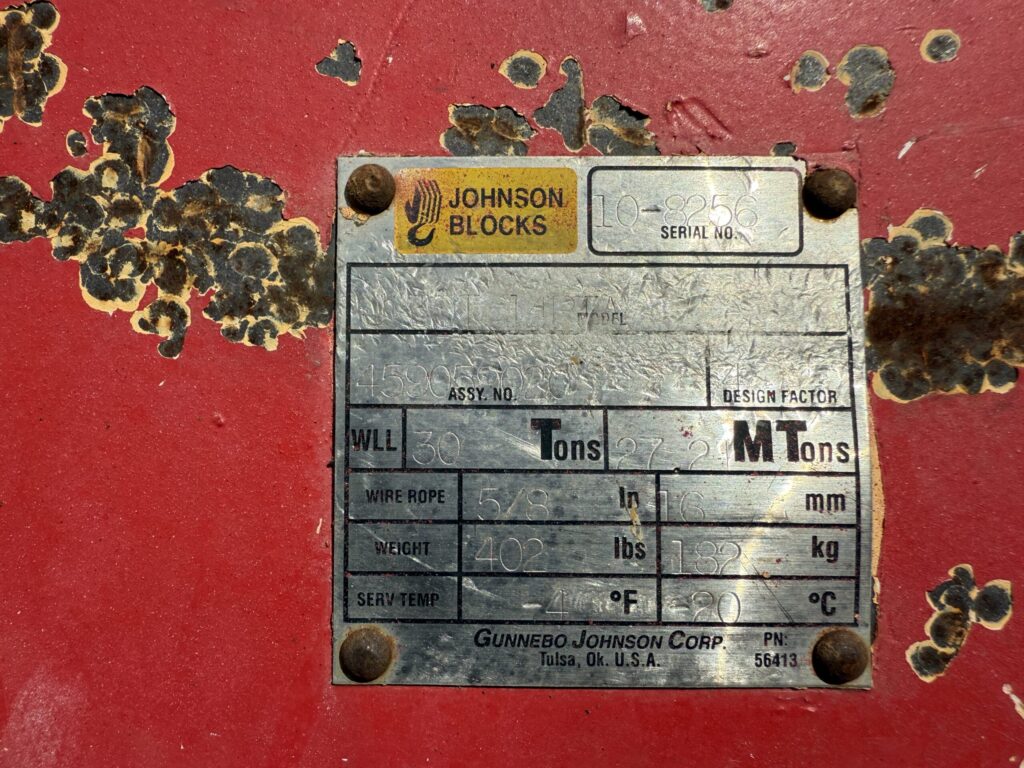 JOHNSON
BLOCKS
10-8256
SERIAL NO.
MODEL
ASSY. NO.
DESIGN FACTOR
WLL 30 Tons MTons
WIRE ROPE 5/8 In 16 mm
WEIGHT 402 lbs 182 kg
SERV TEMP -4 °F -20 °C
GUNNEBO JOHNSON CORP. PN:
Tulsa, Ok. U.S.A. 56413